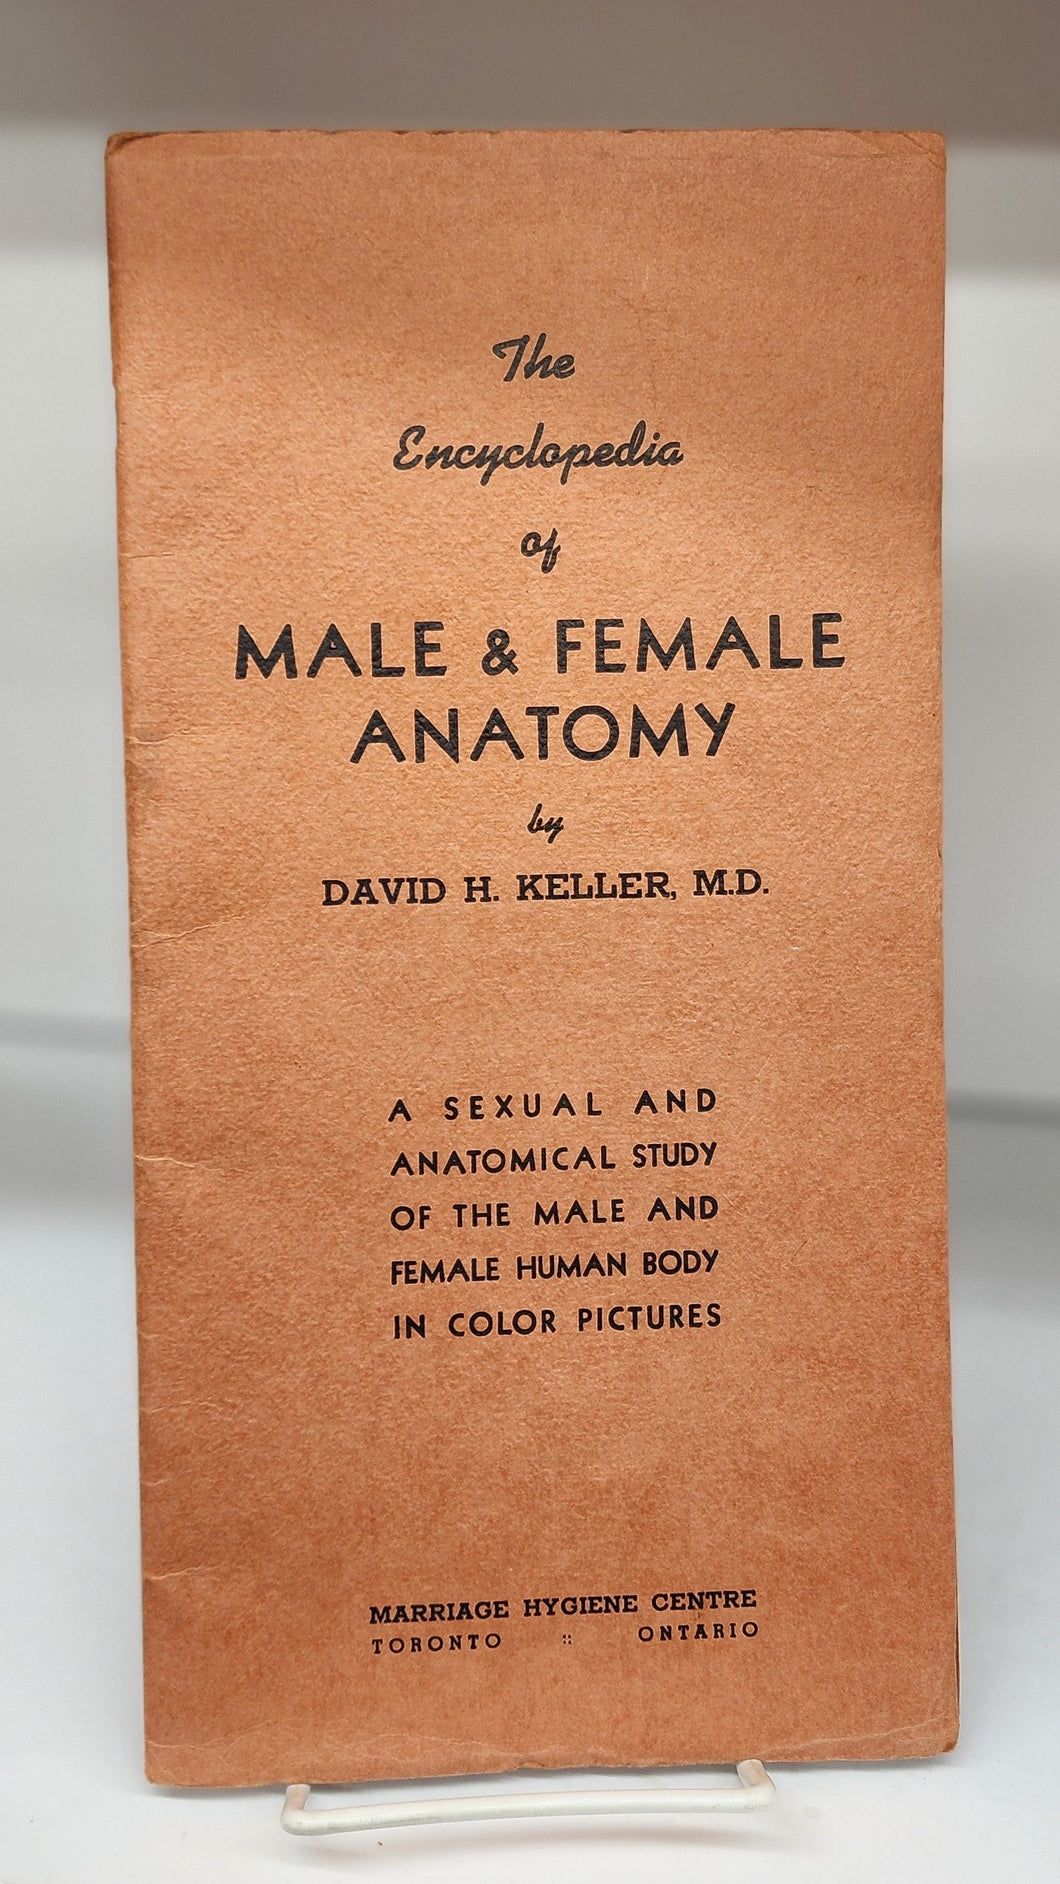 The
Encyclopedia
of
MALE & FEMALE
ANATOMY
by
DAVID H. KELLER, M.D.
A SEXUAL AND
ANATOMICAL STUDY
OF THE MALE AND
FEMALE HUMAN BODY
IN COLOR PICTURES
MARRIAGE HYGIENE CENTRE
TORONTO :: ONTARIO